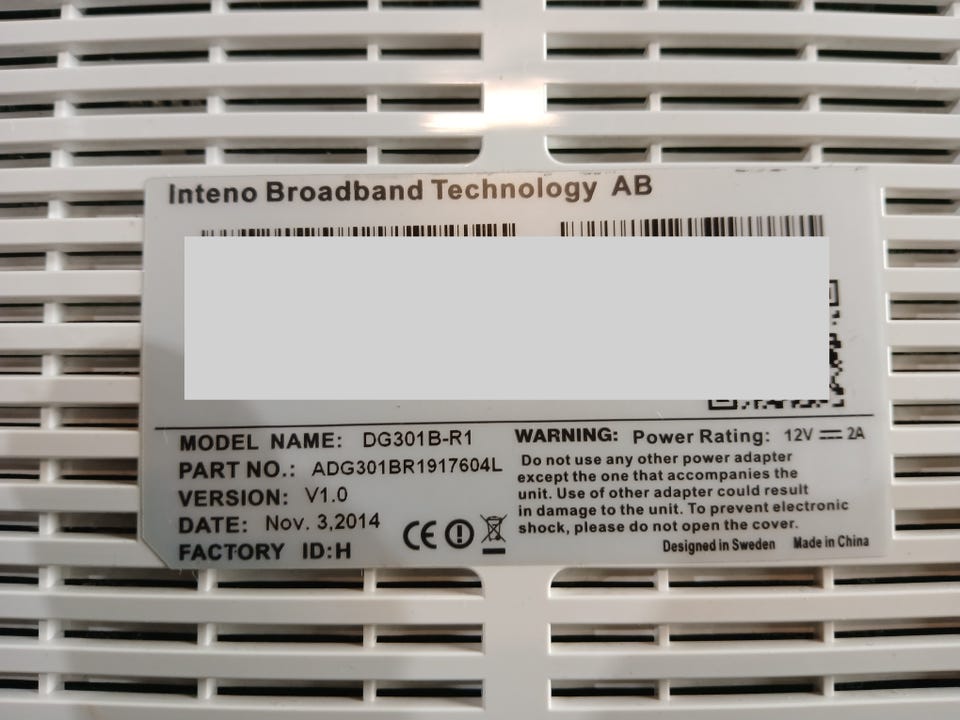 Inteno Broadband Technology AB
MODEL NAME: DG301B-R1
PART NO.: ADG301BR1917604L
VERSION: V1.0
DATE: Nov. 3,2014
FACTORY ID:H
CE
WARNING: Power Rating: 12V ⎓ 2A
Do not use any other power adapter
except the one that accompanies the
unit. Use of other adapter could result
in damage to the unit. To prevent electronic
shock, please do not open the cover.
Designed in Sweden Made in China